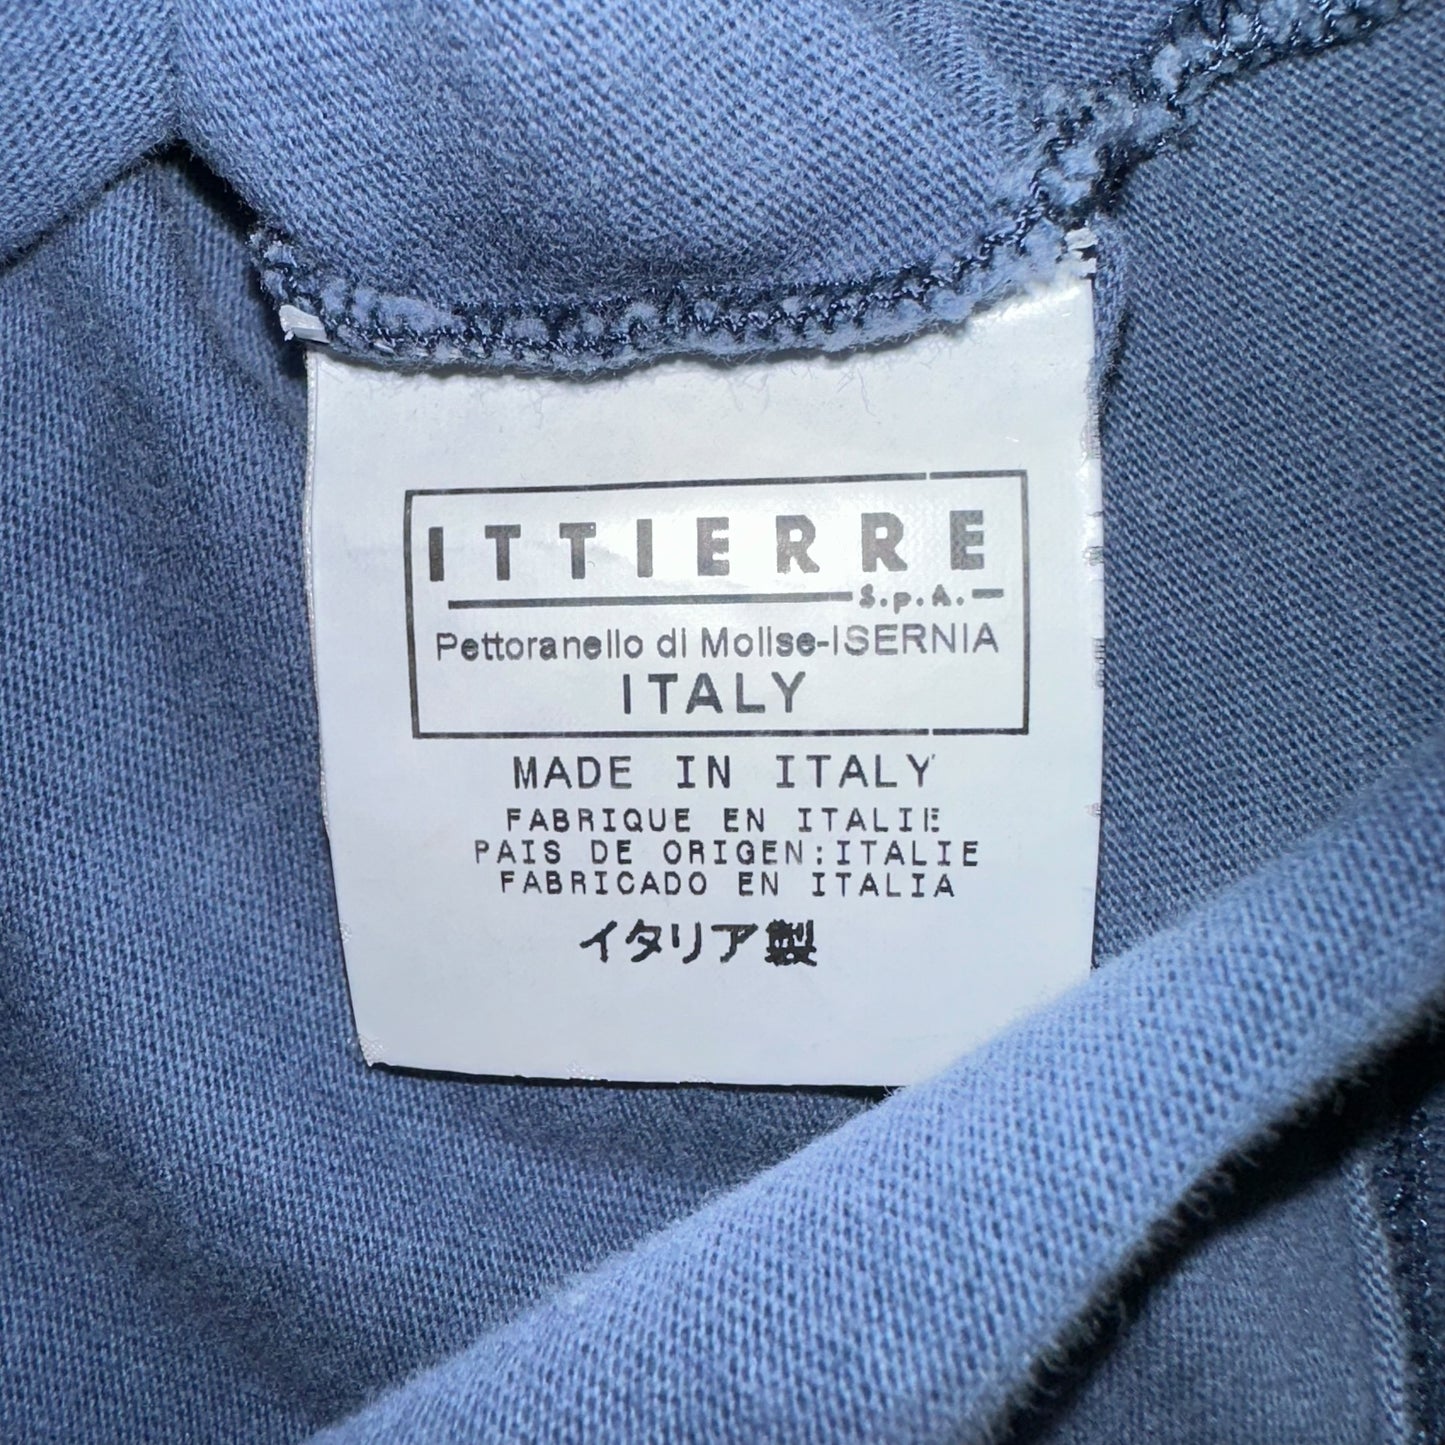 ITTIERRE
S.p.A.
Pettoranello di Molise-ISERNIA
ITALY
MADE IN ITALY
FABRIQUE EN ITALIE
PAIS DE ORIGEN:ITALIE
FABRICADO EN ITALIA
イタリア製